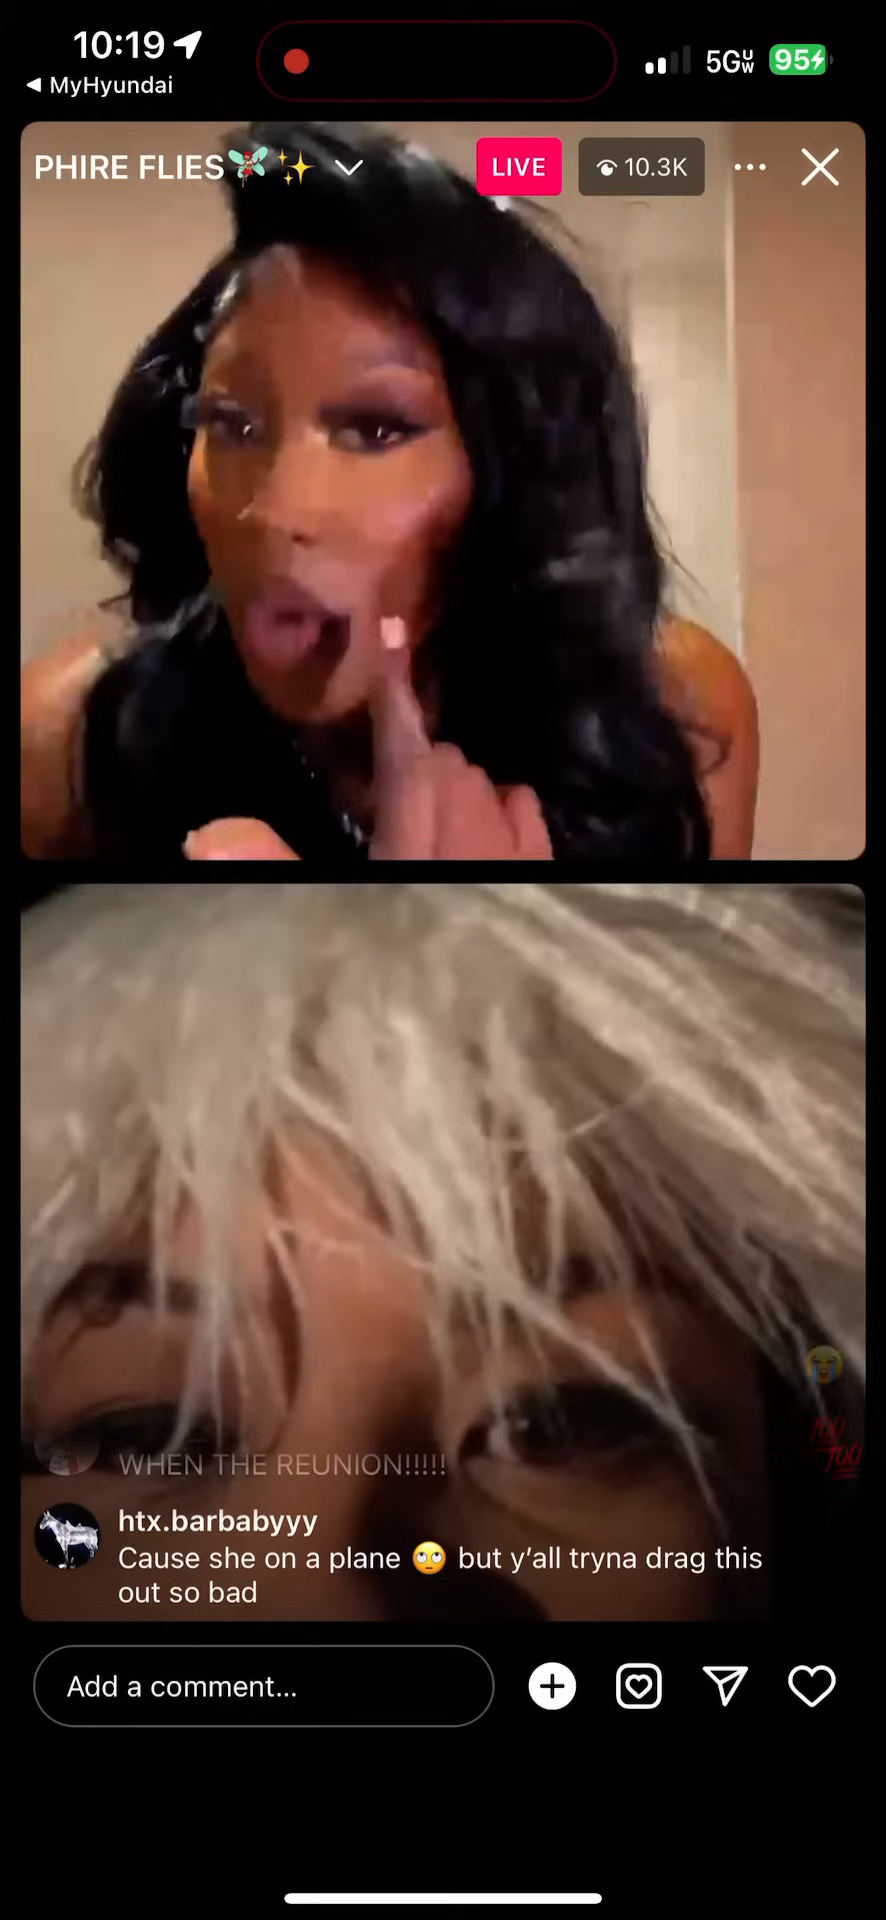 10:19
5G UW
95
◀ MyHyundai
PHIRE FLIES🧚✨
LIVE
10.3K
WHEN THE REUNION!!!!!
htx.barbabyyy
Cause she on a plane 🙄 but y’all tryna drag this
out so bad
Add a comment...